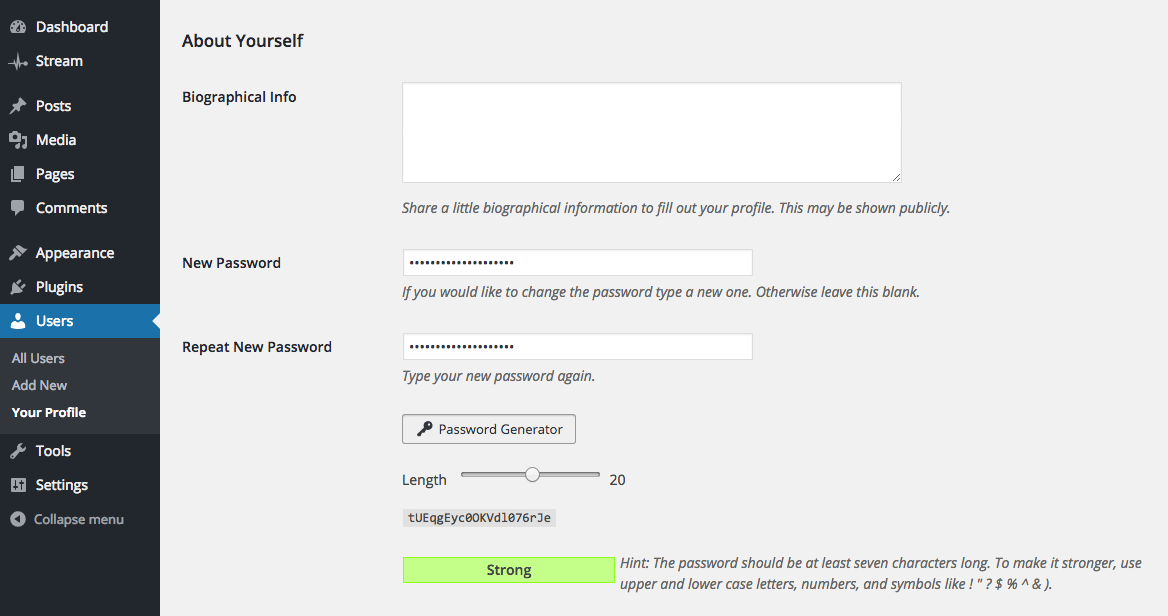 Dashboard
Stream
Posts
Media
Pages
Comments
Appearance
Plugins
Users
All Users
Add New
Your Profile
Tools
Settings
Collapse menu
About Yourself
Biographical Info
Share a little biographical information to fill out your profile. This may be shown publicly.
New Password
••••••••••••••••••••
If you would like to change the password type a new one. Otherwise leave this blank.
Repeat New Password
••••••••••••••••••••
Type your new password again.
Password Generator
Length 20
tUEqgEyc0OKVdl076rJe
Strong
Hint: The password should be at least seven characters long. To make it stronger, use
upper and lower case letters, numbers, and symbols like ! " ? $ % ^ & ).